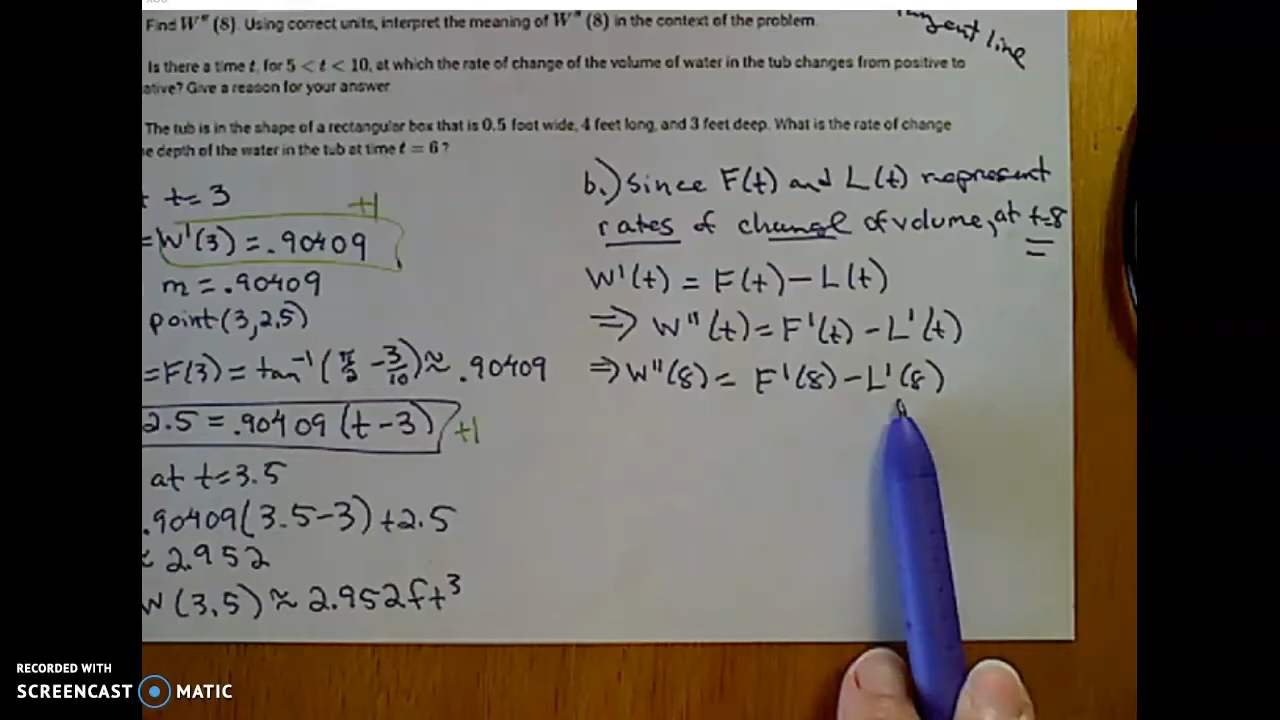 Find W" (8). Using correct units, interpret the meaning of W" (8) in the context of the problem.
tangent line
Is there a time t, for 5 < t < 10, at which the rate of change of the volume of water in the tub changes from positive to
ative? Give a reason for your answer
The tub is in the shape of a rectangular box that is 0.5 foot wide, 4 feet long, and 3 feet deep. What is the rate of change
e depth of the water in the tub at time t = 6 ?
t t=3
+1
=W'(3) = .90409
m = .90409
point(3,2.5)
=F(3) = tan⁻¹(π/2 - 3/10) ≈ .90409
2.5 = .90409 (t-3)
+1
at t=3.5
.90409(3.5-3)+2.5
≈ 2.952
W(3.5) ≈ 2.952ft³
b.) Since F(t) and L(t) represent
rates of change of volume, at t=8
W'(t) = F(t) - L(t)
=> W"(t) = F'(t) - L'(t)
=> W"(8) = F'(8) - L'(8)
RECORDED WITH
SCREENCAST MATIC